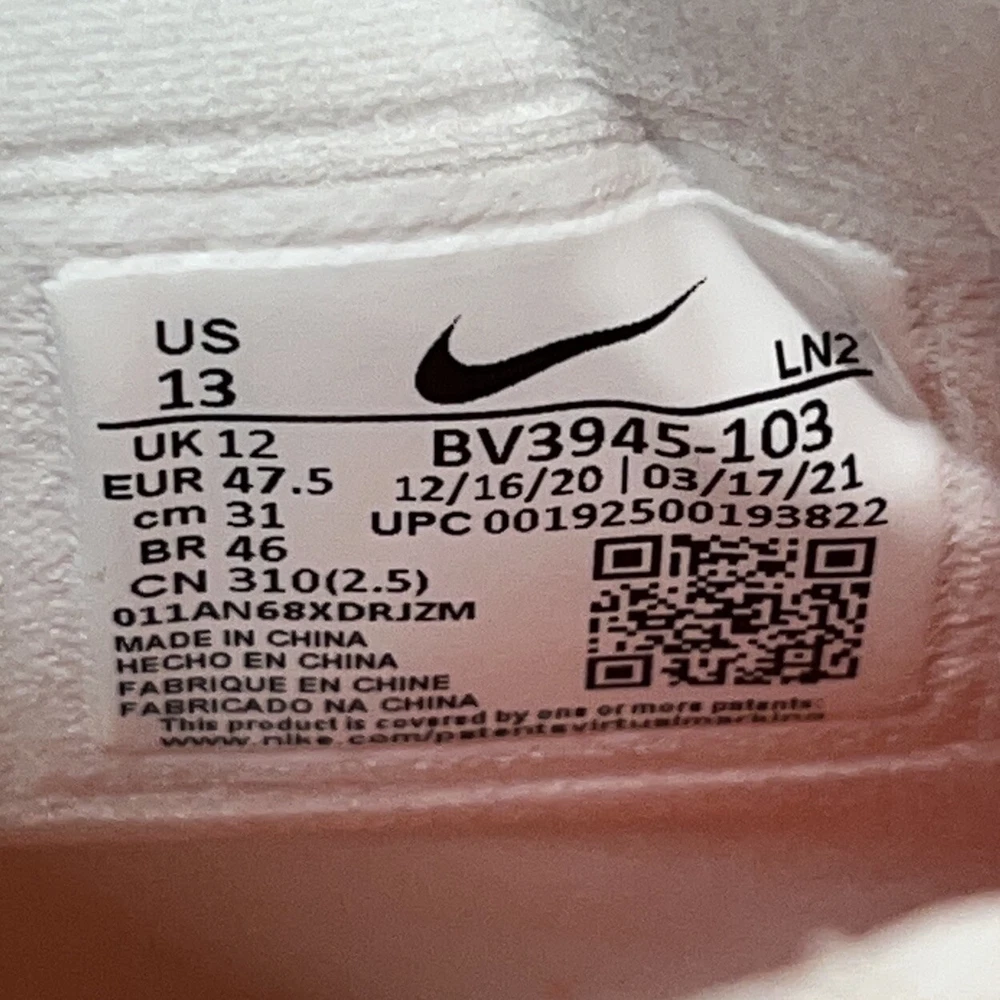 US
13
LN2
UK 12
EUR 47.5
cm 31
BR 46
CN 310(2.5)
BV3945-103
12/16/20 | 03/17/21
UPC 00192500193822
011AN68XDRJZM
MADE IN CHINA
HECHO EN CHINA
FABRIQUE EN CHINE
FABRICADO NA CHINA
This product is covered by one or more patents:
www.nike.com/patentsvirtualmarking